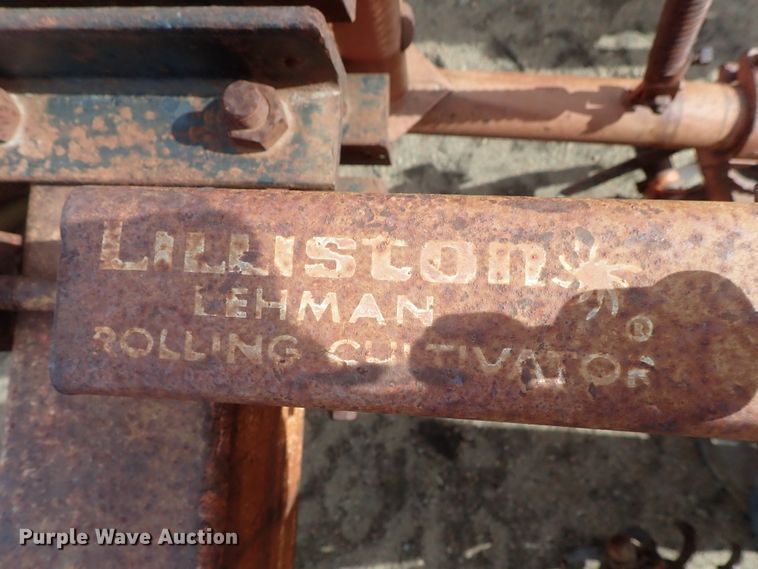 LILLISTON
LEHMAN
®
ROLLING CULTIVATOR
Purple Wave Auction